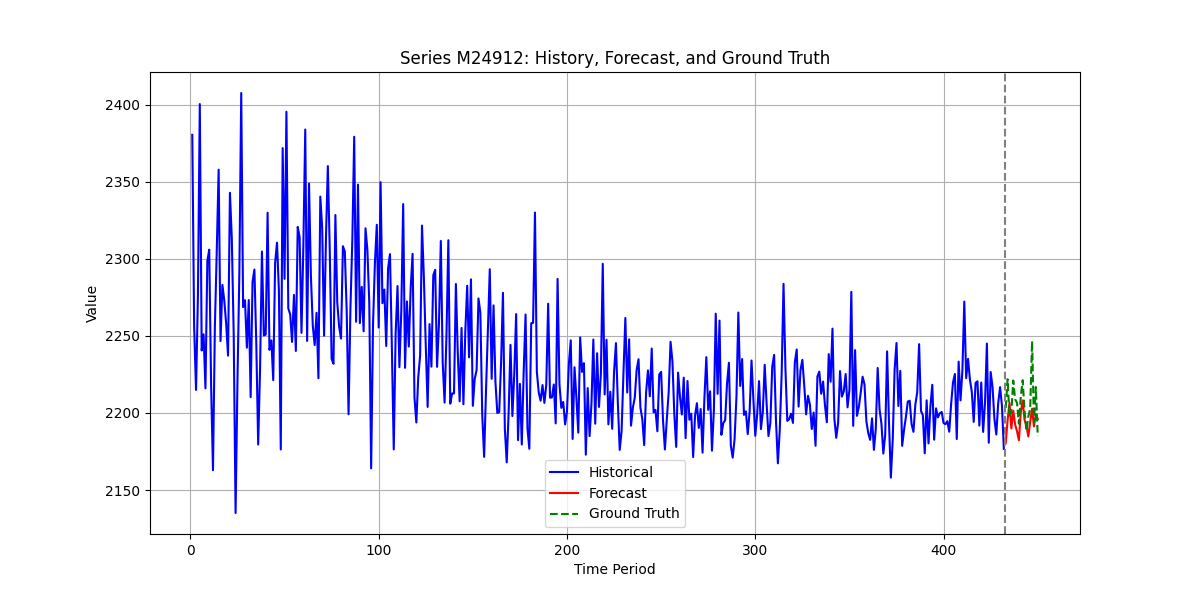 Series M24912: History, Forecast, and Ground Truth
Value
2400
2350
2300
2250
2200
2150
0
100
200
300
400
Time Period
Historical
Forecast
Ground Truth